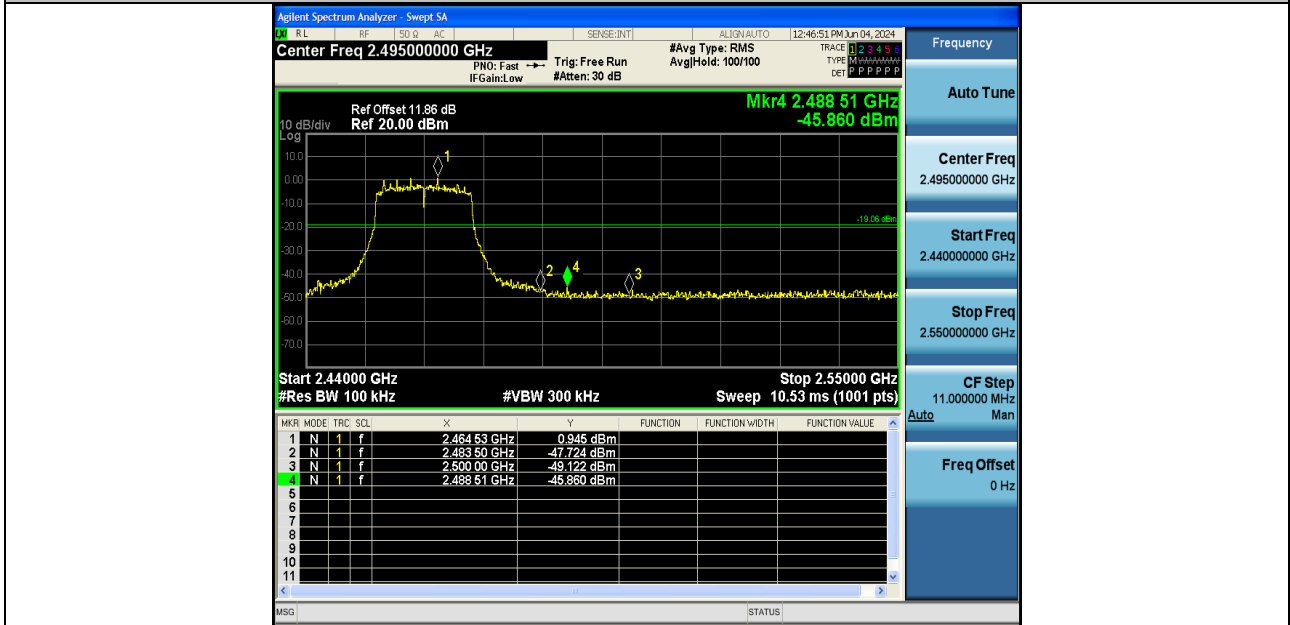 Agilent Spectrum Analyzer - Swept SA
LXI RL RF 50 Ω AC SENSE:INT ALIGN AUTO 12:46:51 PM Jun 04, 2024
Center Freq 2.495000000 GHz #Avg Type: RMS TRACE 1 2 3 4 5 6
PNO: Fast Trig: Free Run Avg|Hold: 100/100 TYPE M
IFGain:Low #Atten: 30 dB DET P P P P P P
Ref Offset 11.86 dB Mkr4 2.488 51 GHz
10 dB/div Ref 20.00 dBm -45.860 dBm
Log
10.0
0.00
-10.0
-20.0
-30.0
-40.0
-50.0
-60.0
-70.0
1
-19.06 dBm
2
4
3
Start 2.44000 GHz Stop 2.55000 GHz
#Res BW 100 kHz #VBW 300 kHz Sweep 10.53 ms (1001 pts)
MKR MODE TRC SCL X Y FUNCTION FUNCTION WIDTH FUNCTION VALUE
1 N 1 f 2.464 53 GHz 0.945 dBm
2 N 1 f 2.483 50 GHz -47.724 dBm
3 N 1 f 2.500 00 GHz -49.122 dBm
4 N 1 f 2.488 51 GHz -45.860 dBm
5
6
7
8
9
10
11
MSG STATUS
Frequency
Auto Tune
Center Freq
2.495000000 GHz
Start Freq
2.440000000 GHz
Stop Freq
2.550000000 GHz
CF Step
11.000000 MHz
Auto Man
Freq Offset
0 Hz